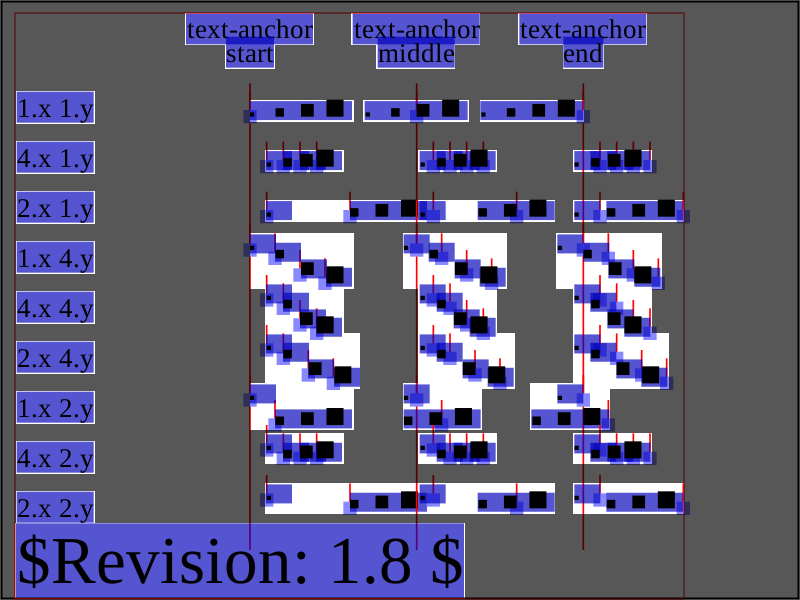 text-anchor text-anchor text-anchor
start middle end
1.x 1.y
4.x 1.y
2.x 1.y
1.x 4.y
4.x 4.y
2.x 4.y
1.x 2.y
4.x 2.y
2.x 2.y
$Revision: 1.8 $